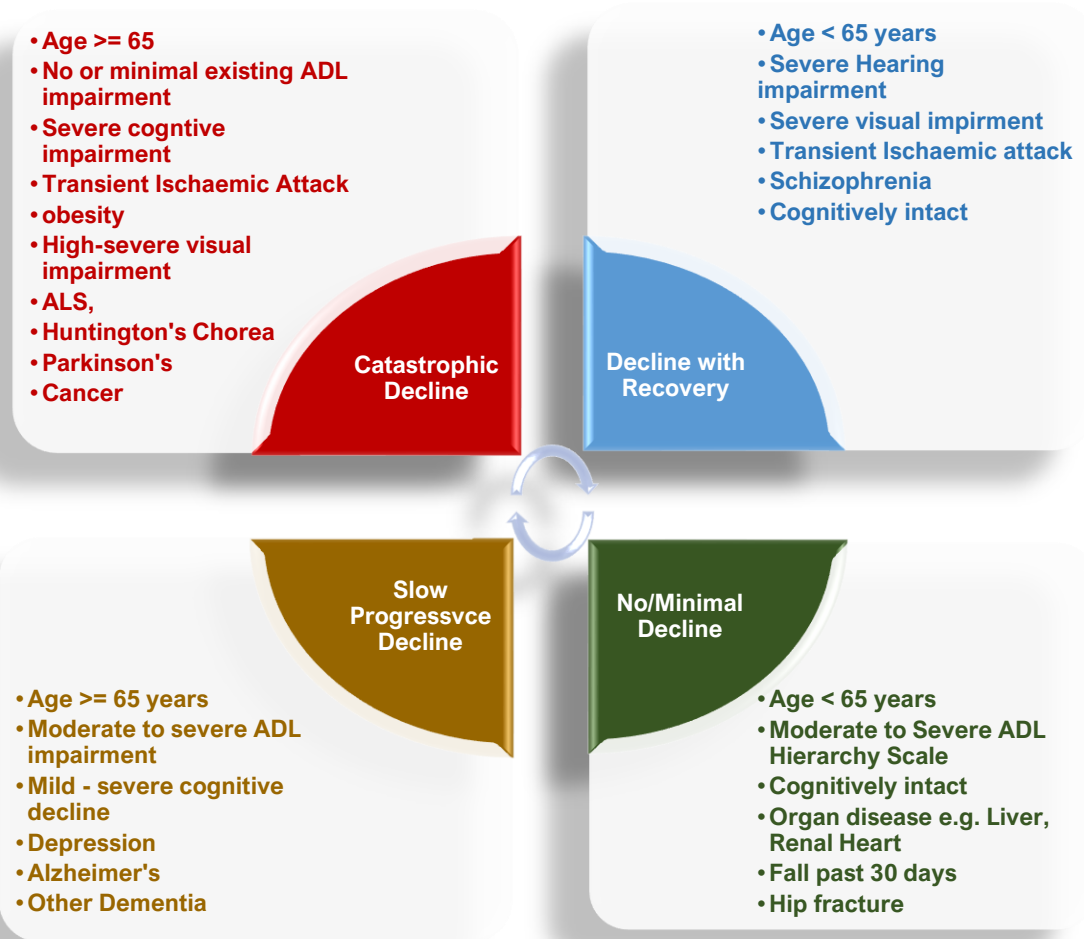 • Age >= 65
• No or minimal existing ADL
impairment
• Severe cogntive
impairment
• Transient Ischaemic Attack
• obesity
• High-severe visual
impairment
• ALS,
• Huntington's Chorea
• Parkinson's
• Cancer
Catastrophic
Decline
• Age < 65 years
• Severe Hearing
impairment
• Severe visual impirment
• Transient Ischaemic attack
• Schizophrenia
• Cognitively intact
Decline with
Recovery
Slow
Progressvce
Decline
• Age >= 65 years
• Moderate to severe ADL
impairment
• Mild - severe cognitive
decline
• Depression
• Alzheimer's
• Other Dementia
No/Minimal
Decline
• Age < 65 years
• Moderate to Severe ADL
Hierarchy Scale
• Cognitively intact
• Organ disease e.g. Liver,
Renal Heart
• Fall past 30 days
• Hip fracture